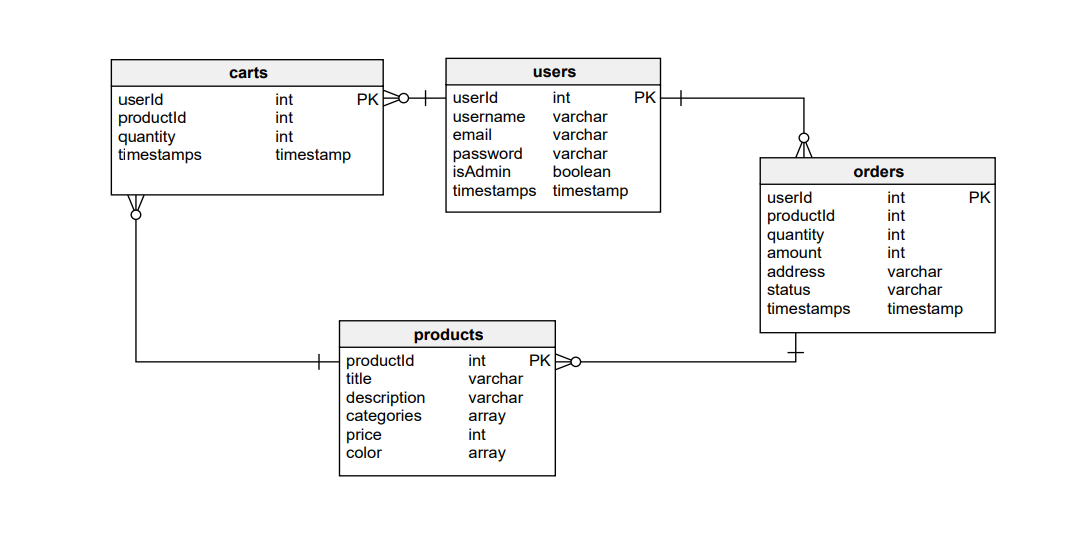 carts
userId int PK
productId int
quantity int
timestamps timestamp
users
userId int PK
username varchar
email varchar
password varchar
isAdmin boolean
timestamps timestamp
orders
userId int PK
productId int
quantity int
amount int
address varchar
status varchar
timestamps timestamp
products
productId int PK
title varchar
description varchar
categories array
price int
color array